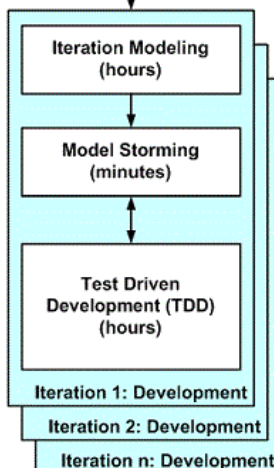 Iteration Modeling
(hours)
Model Storming
(minutes)
Test Driven
Development (TDD)
(hours)
Iteration 1: Development
Iteration 2: Development
Iteration n: Development